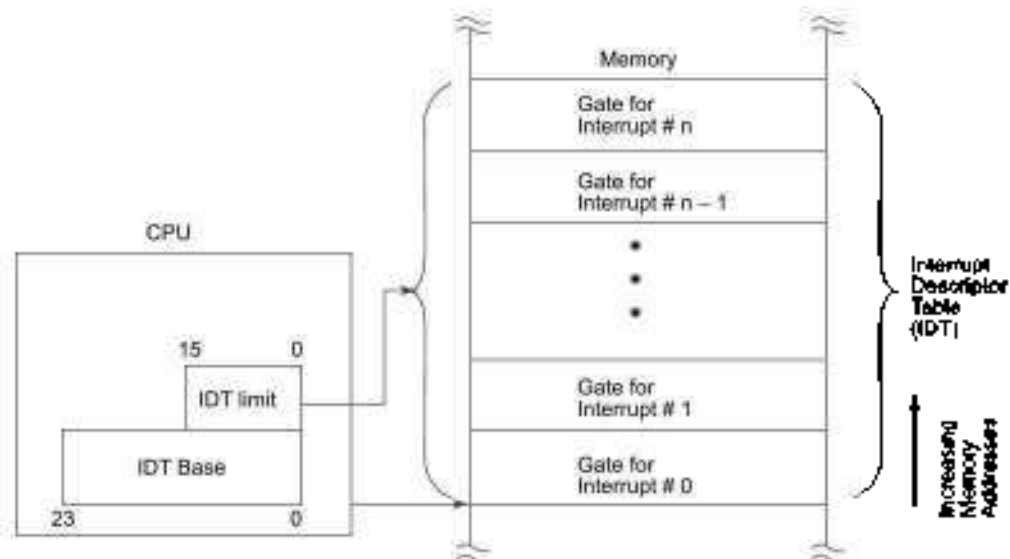 Memory
Gate for
Interrupt # n
Gate for
Interrupt # n – 1
CPU
Interrupt
Descriptor
Table
(IDT)
15 0
IDT limit
Gate for
Interrupt # 1
IDT Base
Gate for
Interrupt # 0
23 0
Increasing
Memory
Addresses